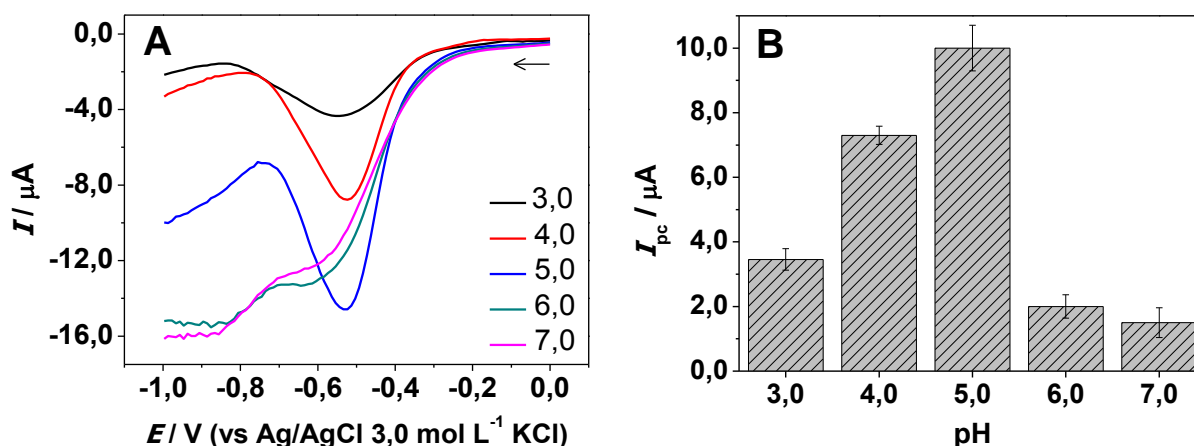 A
0,0
-4,0
-8,0
-12,0
-16,0
I / µA
3,0
4,0
5,0
6,0
7,0
-1,0 -0,8 -0,6 -0,4 -0,2 0,0
E / V (vs Ag/AgCl 3,0 mol L⁻¹ KCl)
B
10,0
8,0
6,0
4,0
2,0
0,0
I pc / µA
3,0 4,0 5,0 6,0 7,0
pH